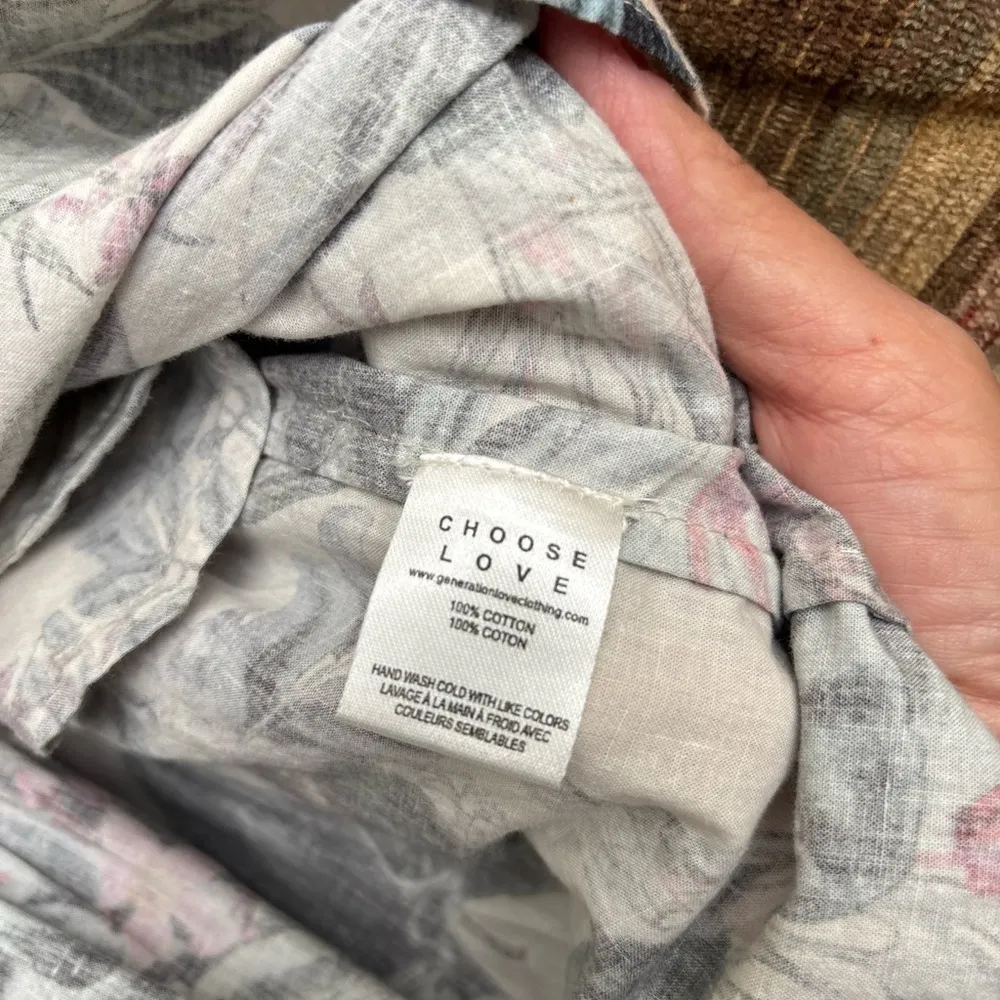 CHOOSE
LOVE
www.generationloveclothing.com
100% COTTON
100% COTON
HAND WASH COLD WITH LIKE COLORS
LAVAGE À LA MAIN À FROID AVEC
COULEURS SEMBLABLES